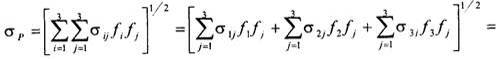 σ_P = [ ∑_{i=1}^{3} ∑_{j=1}^{3} σ_{ij} f_i f_j ]^{1/2} = [ ∑_{j=1}^{3} σ_{1j} f_1 f_j + ∑_{j=1}^{3} σ_{2j} f_2 f_j + ∑_{j=1}^{3} σ_{3i} f_3 f_j ]^{1/2} =